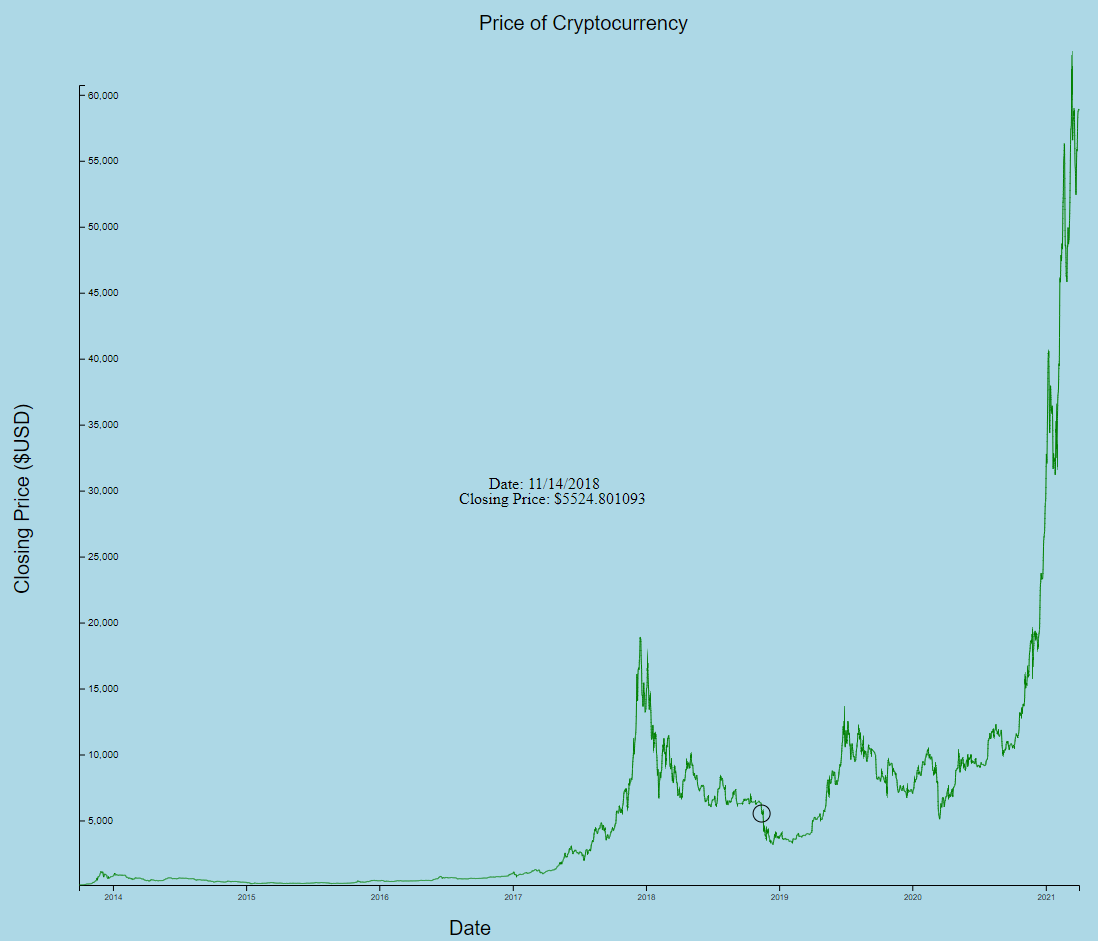 Price of Cryptocurrency
60,000
55,000
50,000
45,000
40,000
35,000
30,000
25,000
20,000
15,000
10,000
5,000
Closing Price ($USD)
Date: 11/14/2018
Closing Price: $5524.801093
2014 2015 2016 2017 2018 2019 2020 2021
Date